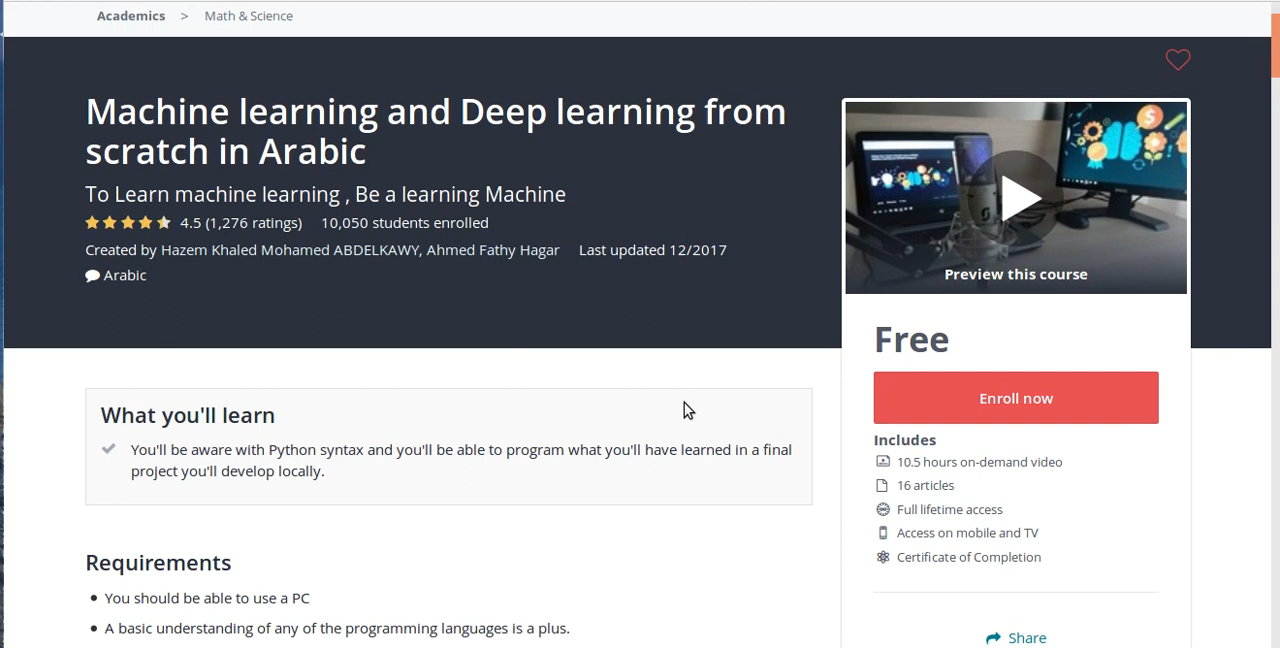 Academics > Math & Science
Machine learning and Deep learning from
scratch in Arabic
To Learn machine learning , Be a learning Machine
4.5 (1,276 ratings) 10,050 students enrolled
Created by Hazem Khaled Mohamed ABDELKAWY, Ahmed Fathy Hagar Last updated 12/2017
Arabic
Preview this course
Free
Enroll now
Includes
10.5 hours on-demand video
16 articles
Full lifetime access
Access on mobile and TV
Certificate of Completion
Share
What you'll learn
You'll be aware with Python syntax and you'll be able to program what you'll have learned in a final
project you'll develop locally.
Requirements
• You should be able to use a PC
• A basic understanding of any of the programming languages is a plus.